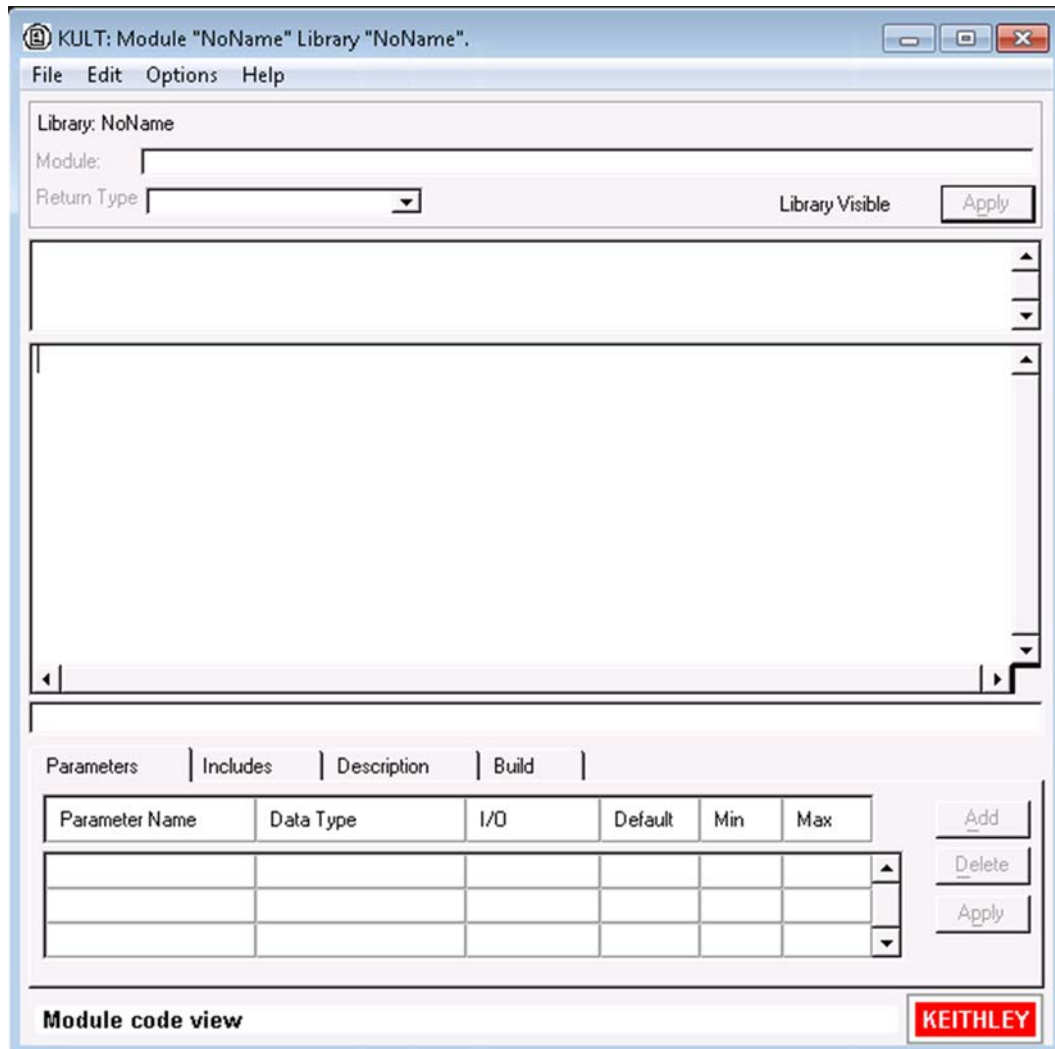 KULT: Module "NoName" Library "NoName".
File Edit Options Help
Library: NoName
Module:
Return Type
Library Visible
Apply
Parameters Includes Description Build
Parameter Name Data Type I/O Default Min Max
Add
Delete
Apply
Module code view
KEITHLEY